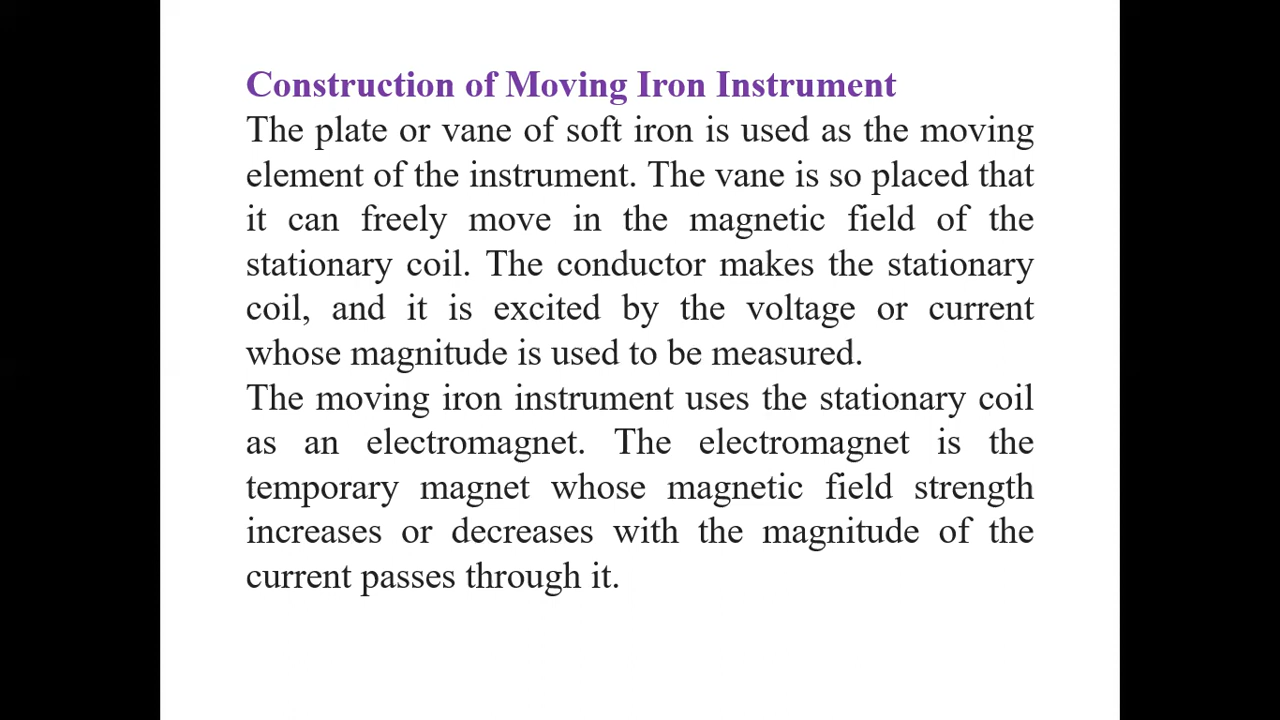 Construction of Moving Iron Instrument
The plate or vane of soft iron is used as the moving
element of the instrument. The vane is so placed that
it can freely move in the magnetic field of the
stationary coil. The conductor makes the stationary
coil, and it is excited by the voltage or current
whose magnitude is used to be measured.
The moving iron instrument uses the stationary coil
as an electromagnet. The electromagnet is the
temporary magnet whose magnetic field strength
increases or decreases with the magnitude of the
current passes through it.